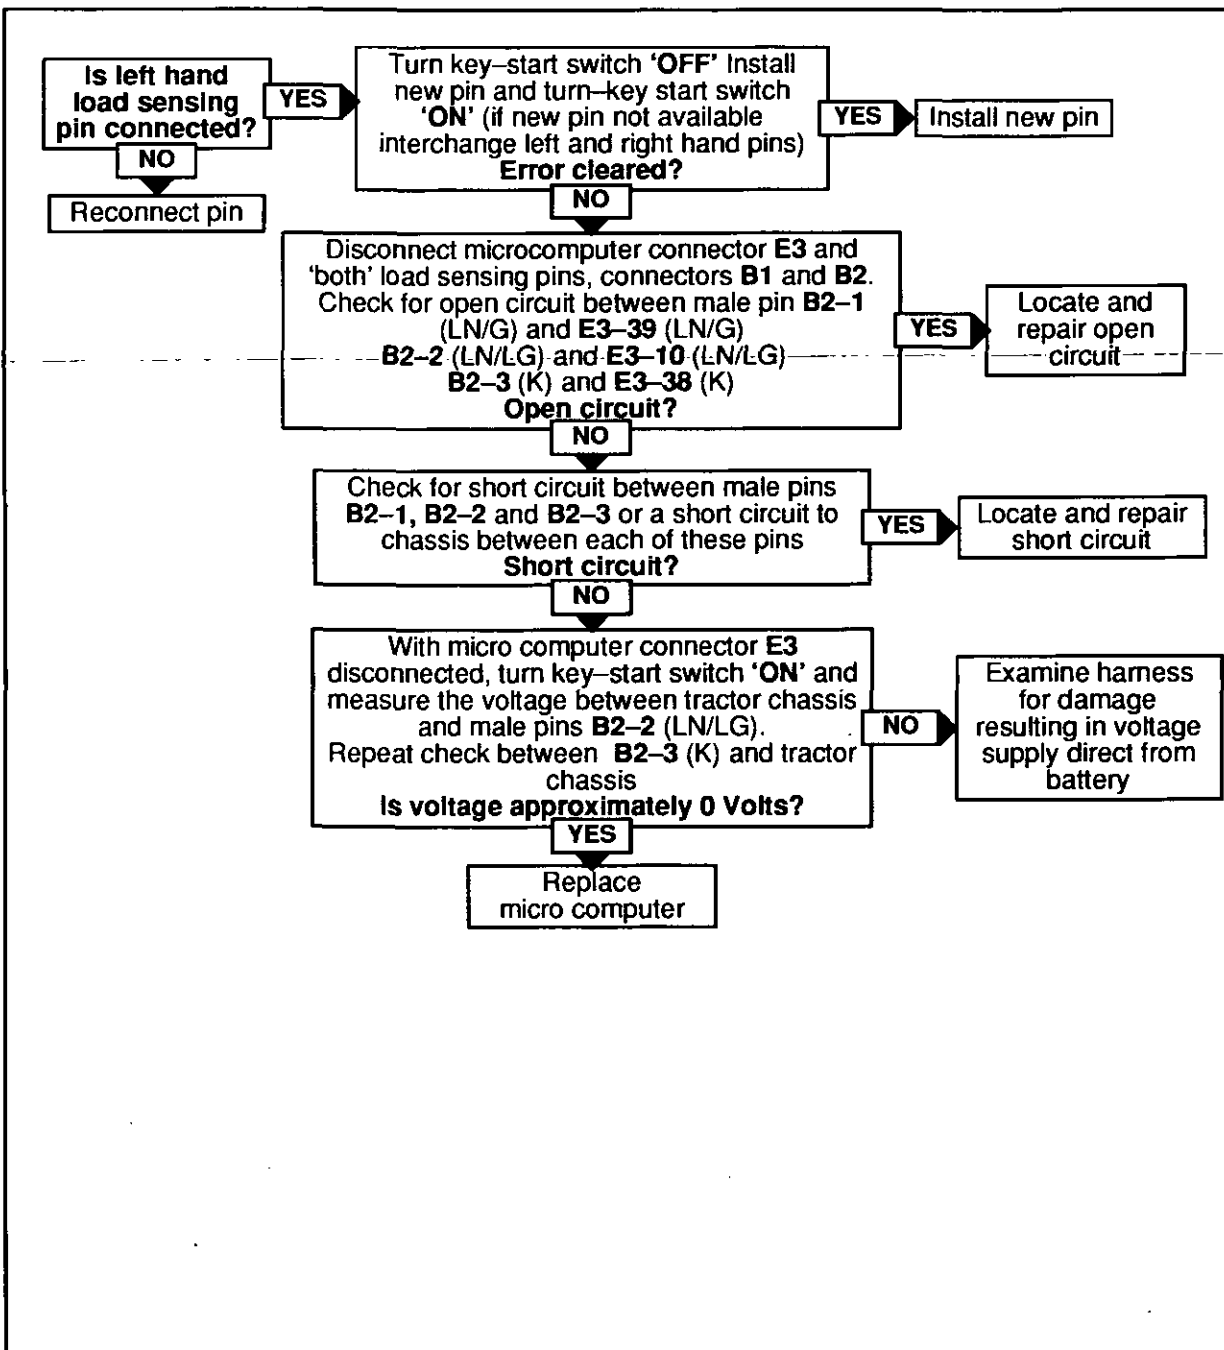 Is left hand
load sensing
pin connected?
YES
NO
Reconnect pin
Turn key–start switch ‘OFF’ Install
new pin and turn–key start switch
‘ON’ (if new pin not available
interchange left and right hand pins)
Error cleared?
YES
Install new pin
NO
Disconnect microcomputer connector E3 and
‘both’ load sensing pins, connectors B1 and B2.
Check for open circuit between male pin B2–1
(LN/G) and E3–39 (LN/G)
B2–2 (LN/LG) and E3–10 (LN/LG)
B2–3 (K) and E3–38 (K)
Open circuit?
YES
Locate and
repair open
circuit
NO
Check for short circuit between male pins
B2–1, B2–2 and B2–3 or a short circuit to
chassis between each of these pins
Short circuit?
YES
Locate and repair
short circuit
NO
With micro computer connector E3
disconnected, turn key–start switch ‘ON’ and
measure the voltage between tractor chassis
and male pins B2–2 (LN/LG).
Repeat check between B2–3 (K) and tractor
chassis
Is voltage approximately 0 Volts?
NO
Examine harness
for damage
resulting in voltage
supply direct from
battery
YES
Replace
micro computer